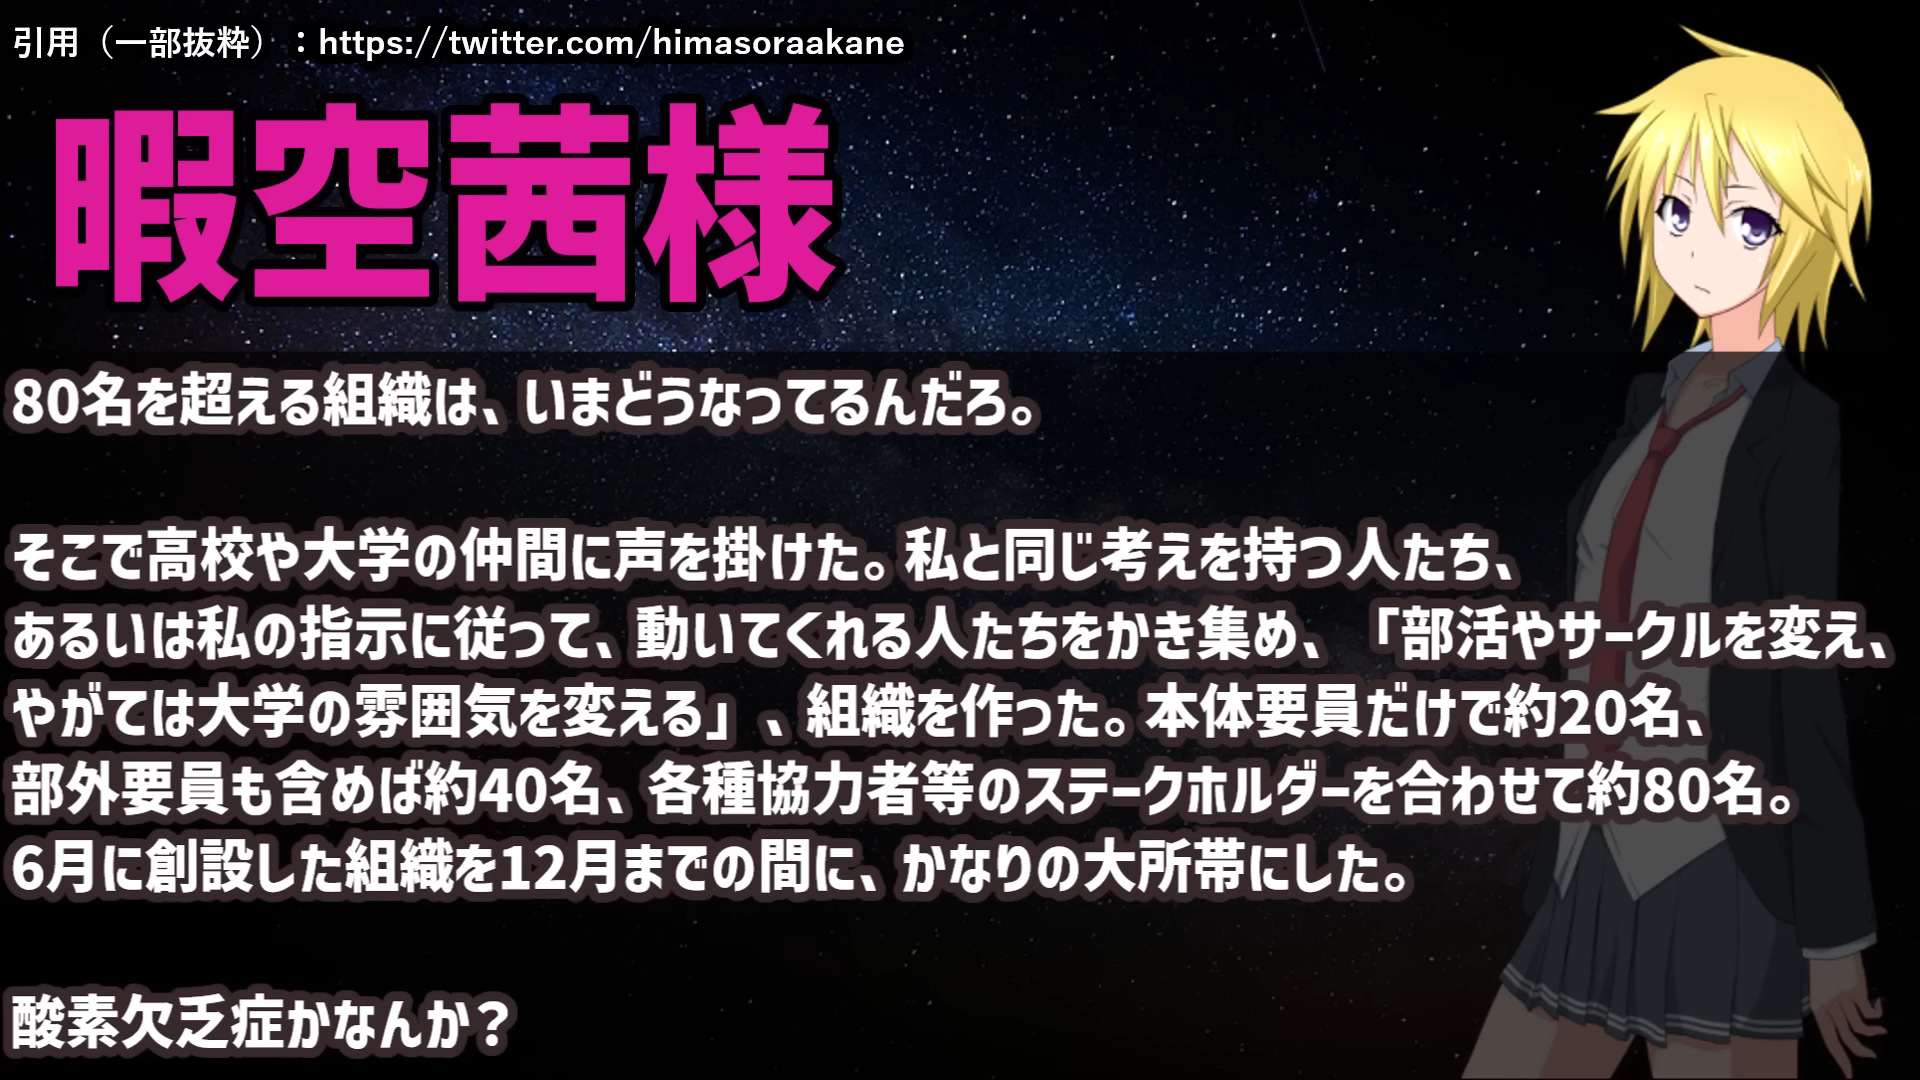 引用（一部抜粋）：https://twitter.com/himasoraakane
暇空茜様
80名を超える組織は、いまどうなってるんだろ。
そこで高校や大学の仲間に声を掛けた。私と同じ考えを持つ人たち、
あるいは私の指示に従って、動いてくれる人たちをかき集め、「部活やサークルを変え、
やがては大学の雰囲気を変える」、組織を作った。本体要員だけで約20名、
部外要員も含めば約40名、各種協力者等のステークホルダーを合わせて約80名。
6月に創設した組織を12月までの間に、かなりの大所帯にした。
酸素欠乏症かなんか？